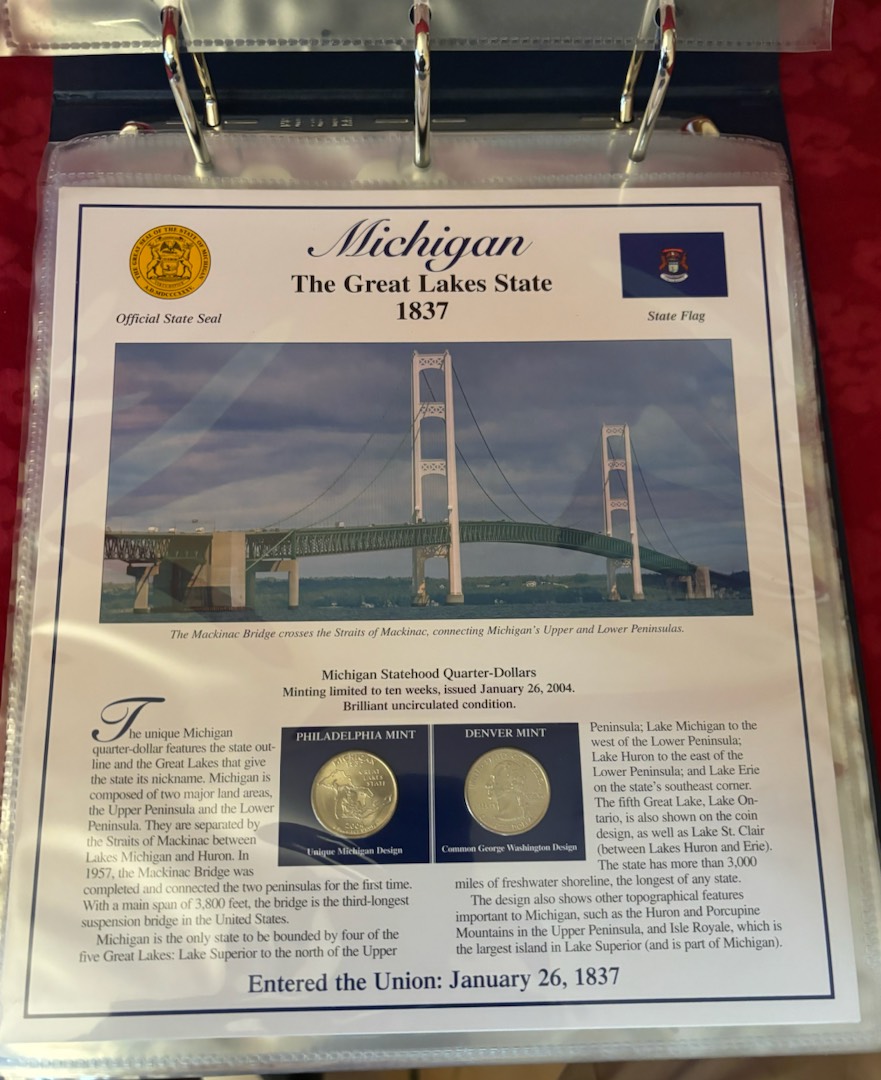 Michigan
The Great Lakes State
1837
THE GREAT SEAL OF THE STATE OF MICHIGAN
A.D. MDCCCXXXV.
Official State Seal
State Flag
The Mackinac Bridge crosses the Straits of Mackinac, connecting Michigan's Upper and Lower Peninsulas.
Michigan Statehood Quarter-Dollars
Minting limited to ten weeks, issued January 26, 2004.
Brilliant uncirculated condition.
The unique Michigan
quarter-dollar features the state out-
line and the Great Lakes that give
the state its nickname. Michigan is
composed of two major land areas,
the Upper Peninsula and the Lower
Peninsula. They are separated by
the Straits of Mackinac between
Lakes Michigan and Huron. In
1957, the Mackinac Bridge was
completed and connected the two peninsulas for the first time.
With a main span of 3,800 feet, the bridge is the third-longest
suspension bridge in the United States.
Michigan is the only state to be bounded by four of the
five Great Lakes: Lake Superior to the north of the Upper
PHILADELPHIA MINT
GREAT
LAKES
STATE
Unique Michigan Design
DENVER MINT
Common George Washington Design
Peninsula; Lake Michigan to the
west of the Lower Peninsula;
Lake Huron to the east of the
Lower Peninsula; and Lake Erie
on the state's southeast corner.
The fifth Great Lake, Lake On-
tario, is also shown on the coin
design, as well as Lake St. Clair
(between Lakes Huron and Erie).
The state has more than 3,000
miles of freshwater shoreline, the longest of any state.
The design also shows other topographical features
important to Michigan, such as the Huron and Porcupine
Mountains in the Upper Peninsula, and Isle Royale, which is
the largest island in Lake Superior (and is part of Michigan).
Entered the Union: January 26, 1837